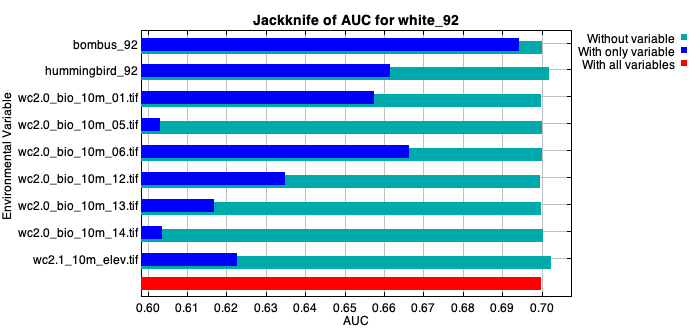 Jackknife of AUC for white_92
Without variable
With only variable
With all variables
Environmental Variable
bombus_92
hummingbird_92
wc2.0_bio_10m_01.tif
wc2.0_bio_10m_05.tif
wc2.0_bio_10m_06.tif
wc2.0_bio_10m_12.tif
wc2.0_bio_10m_13.tif
wc2.0_bio_10m_14.tif
wc2.1_10m_elev.tif
0.60 0.61 0.62 0.63 0.64 0.65 0.66 0.67 0.68 0.69 0.70
AUC